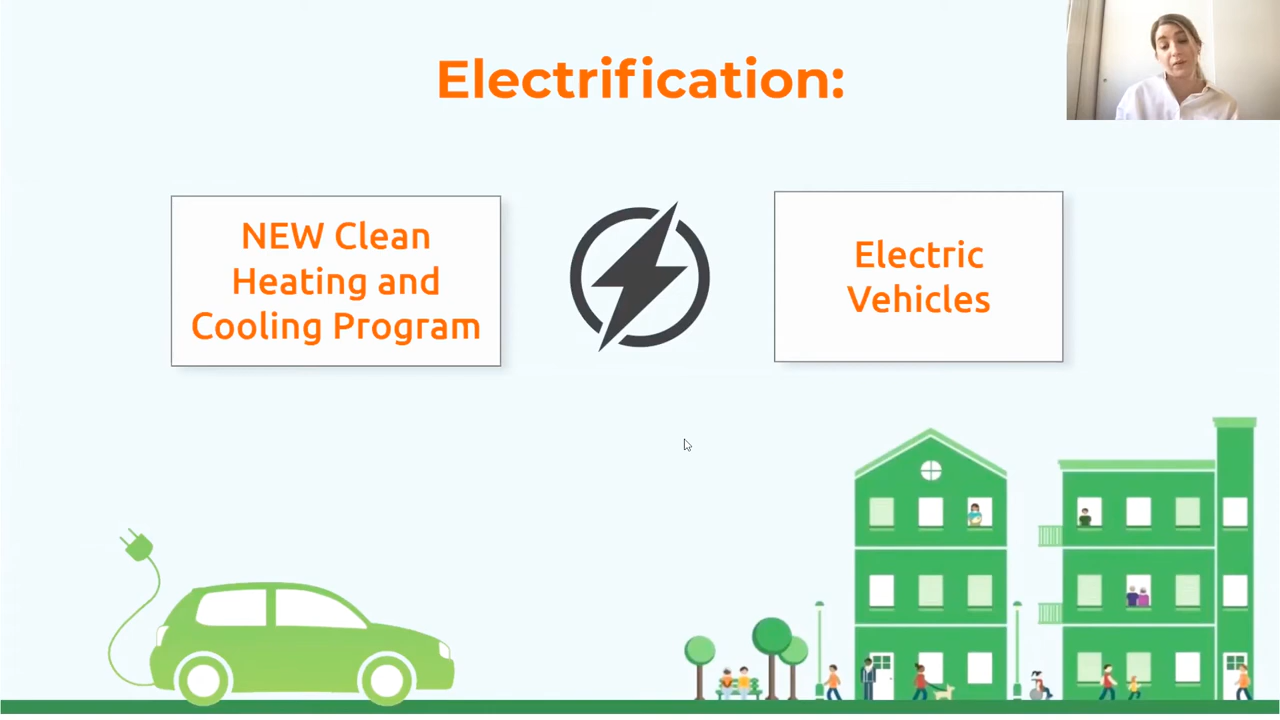 Electrification:
NEW Clean
Heating and
Cooling Program
Electric
Vehicles